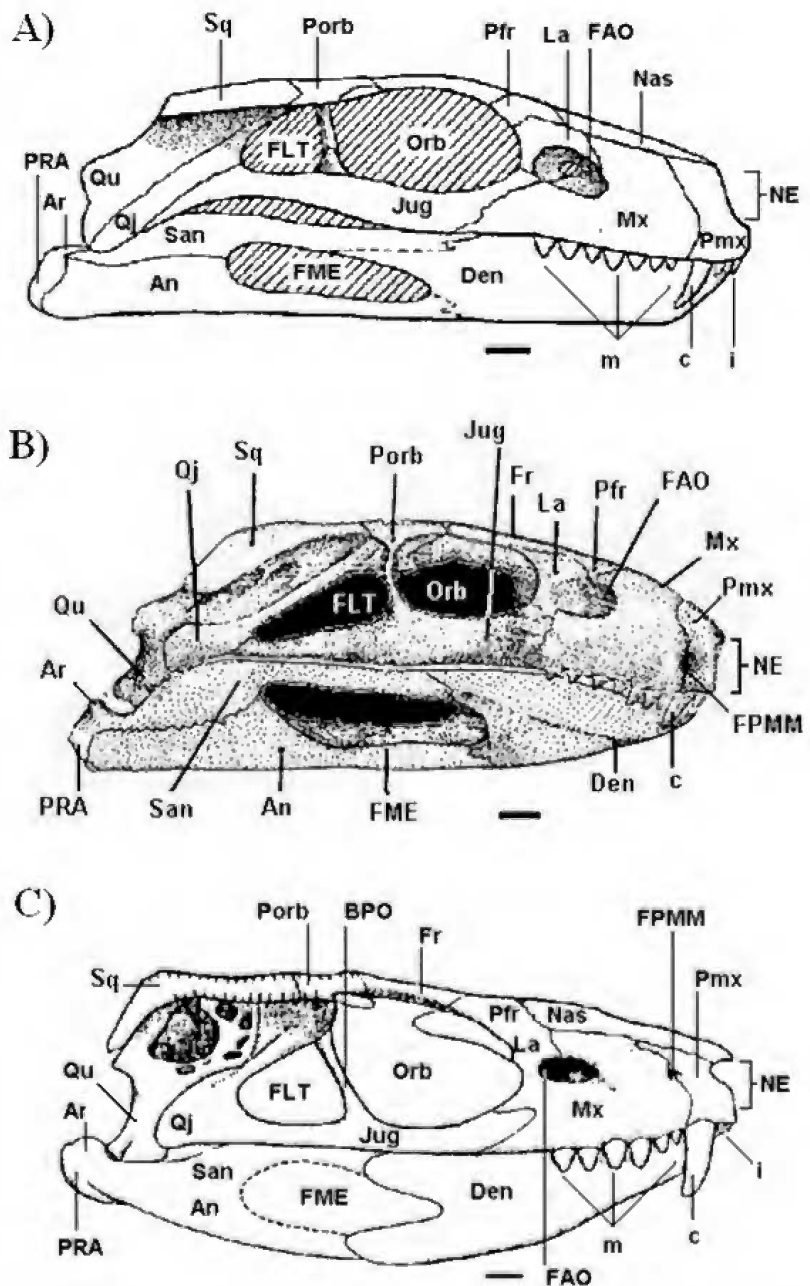 A)
Sq Porb Pfr La FAO Nas
PRA Ar Qu FLT Orb NE
Qj Jug Mx Pmx
San
An FME Den
m c i
B)
Jug
Qj Sq Porb Fr La Pfr FAO
Mx
Pmx
Qu FLT Orb
Ar NE
FPMM
Den c
PRA San An FME
C)
Porb BPO Fr FPMM
Sq Pmx
Pfr Nas
La
Qu Orb NE
Ar FLT Mx
Qj Jug
San i
An FME Den
PRA m c
FAO